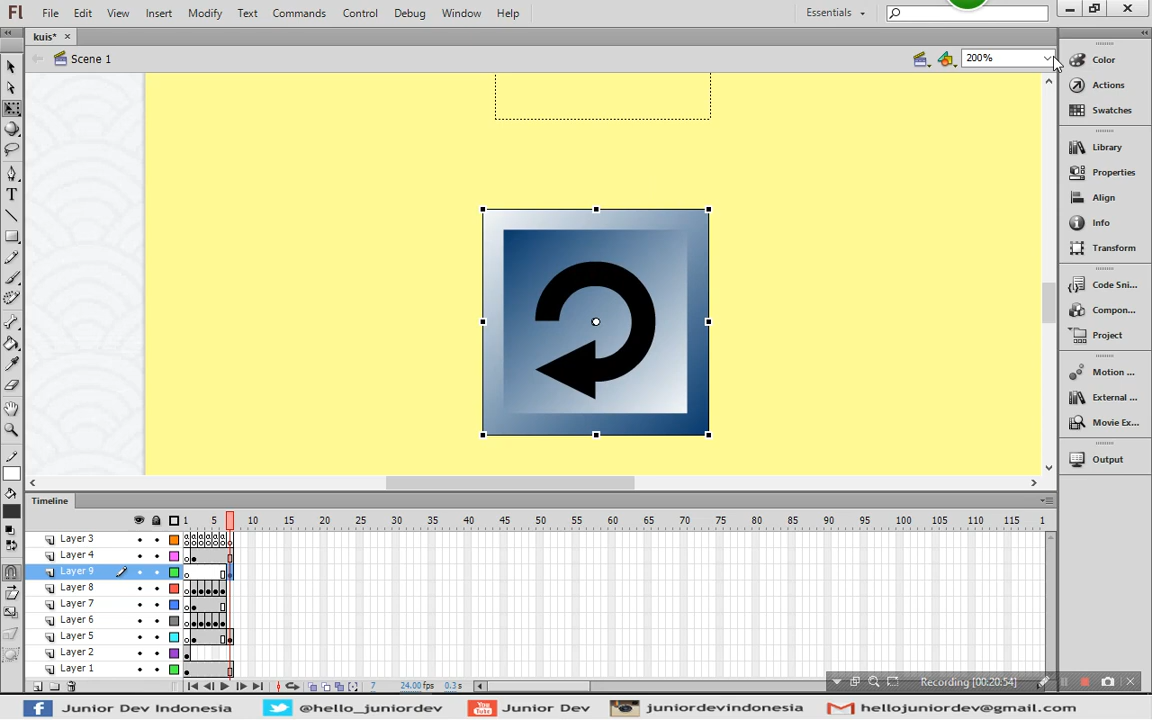 Fl File Edit View Insert Modify Text Commands Control Debug Window Help Essentials
kuis*
Scene 1 200%
Color
Actions
Swatches
Library
Properties
Align
Info
Transform
Code Sni...
Compon...
Project
Motion ...
External ...
Movie Ex...
Output
Timeline
1 5 10 15 20 25 30 35 40 45 50 55 60 65 70 75 80 85 90 95 100 105 110 115 1
Layer 3
Layer 4
Layer 9
Layer 8
Layer 7
Layer 6
Layer 5
Layer 2
Layer 1
7 24.00 fps 0.3 s
Recording [00:20:54]
Junior Dev Indonesia @hello_juniordev You Tube Junior Dev juniordevindonesia hellojuniordev@gmail.com